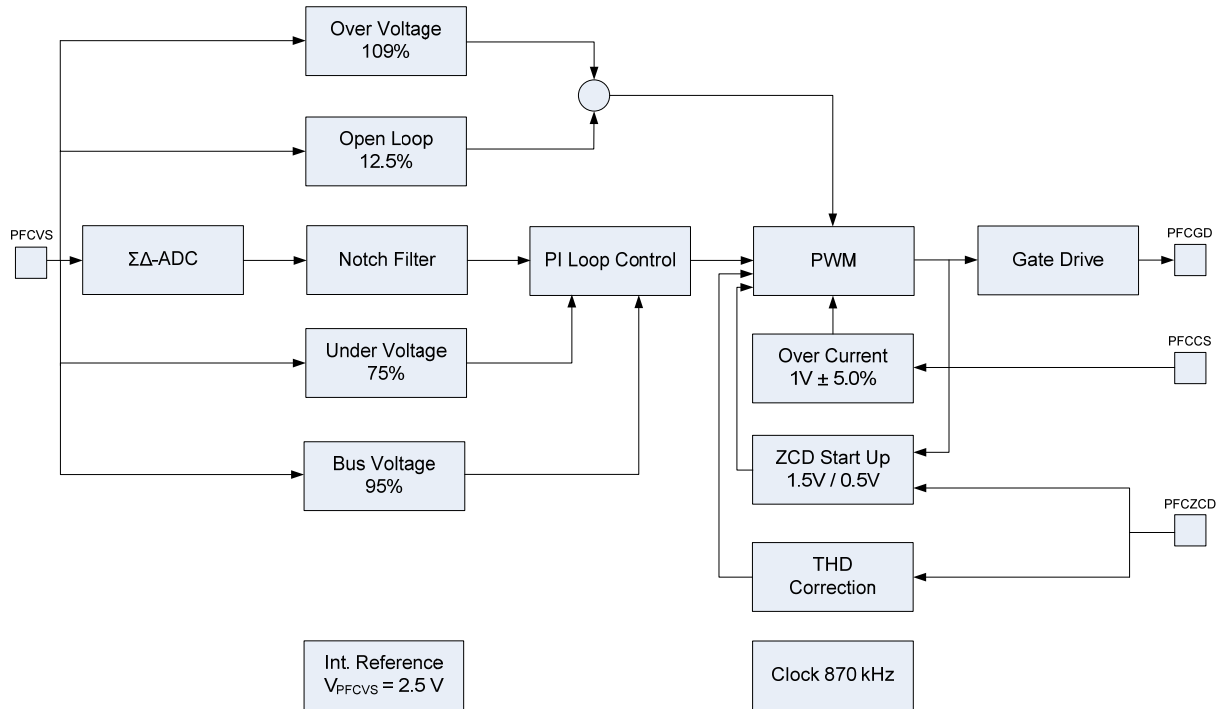 Over Voltage
109%
Open Loop
12.5%
PFCVS
ΣΔ-ADC
Notch Filter
PI Loop Control
PWM
Gate Drive
PFCGD
Under Voltage
75%
Over Current
1V ± 5.0%
PFCCS
Bus Voltage
95%
ZCD Start Up
1.5V / 0.5V
PFCZCD
THD
Correction
Int. Reference
VPFCVS = 2.5 V
Clock 870 kHz